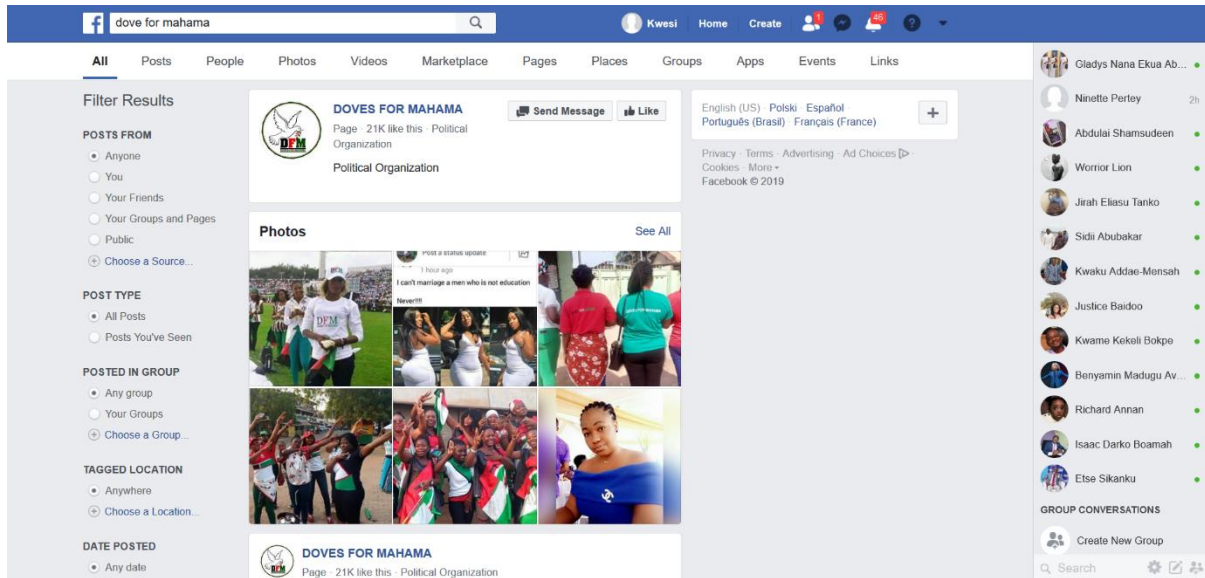 dove for mahama
Kwesi Home Create 1 46
All Posts People Photos Videos Marketplace Pages Places Groups Apps Events Links
Filter Results
POSTS FROM
Anyone
You
Your Friends
Your Groups and Pages
Public
Choose a Source...
POST TYPE
All Posts
Posts You've Seen
POSTED IN GROUP
Any group
Your Groups
Choose a Group...
TAGGED LOCATION
Anywhere
Choose a Location...
DATE POSTED
Any date
DFM
DOVES FOR MAHAMA
Page · 21K like this · Political
Organization
Political Organization
Send Message Like
Photos See All
DFM
Post a status update
1 hour ago
I can't marriage a men who is not education
Never!!!!
DOVES FOR MAHAMA
DFM
DOVES FOR MAHAMA
Page · 21K like this · Political Organization
English (US) · Polski · Español ·
Português (Brasil) · Français (France)
Privacy · Terms · Advertising · Ad Choices ·
Cookies · More
Facebook © 2019
Gladys Nana Ekua Ab...
Ninette Pertey 2h
Abdulai Shamsudeen
Worrior Lion
Jirah Eliasu Tanko
Sidii Abubakar
Kwaku Addae-Mensah
Justice Baidoo
Kwame Kekeli Bokpe
Benyamin Madugu Av...
Richard Annan
Isaac Darko Boamah
Etse Sikanku
GROUP CONVERSATIONS
Create New Group
Search